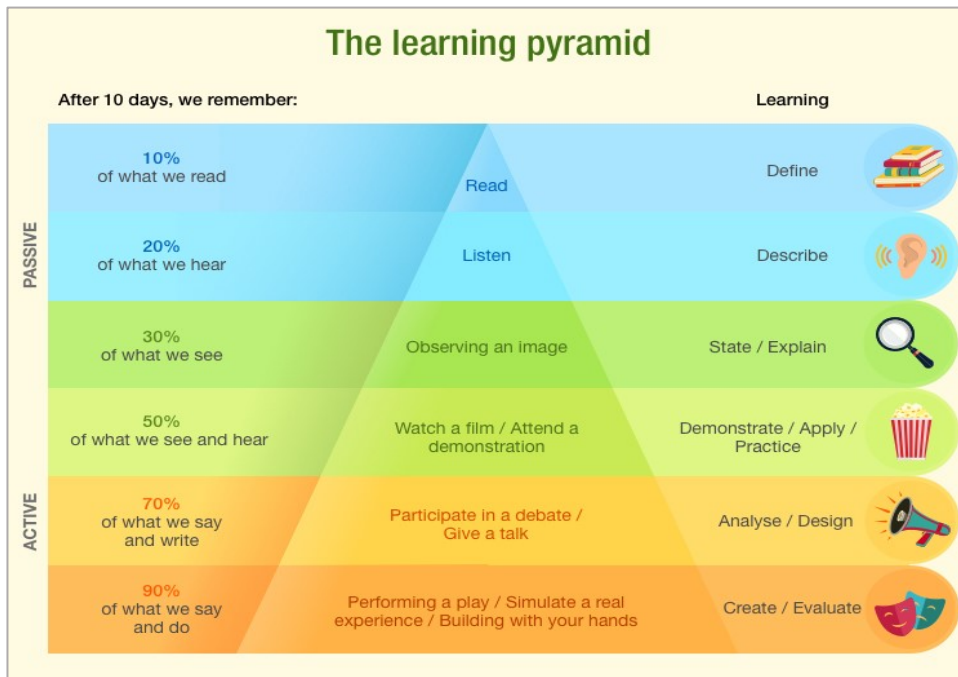 The learning pyramid
After 10 days, we remember:
Learning
PASSIVE
10%
of what we read
Read
Define
20%
of what we hear
Listen
Describe
30%
of what we see
Observing an image
State / Explain
50%
of what we see and hear
Watch a film / Attend a
demonstration
Demonstrate / Apply /
Practice
ACTIVE
70%
of what we say
and write
Participate in a debate /
Give a talk
Analyse / Design
90%
of what we say
and do
Performing a play / Simulate a real
experience / Building with your hands
Create / Evaluate